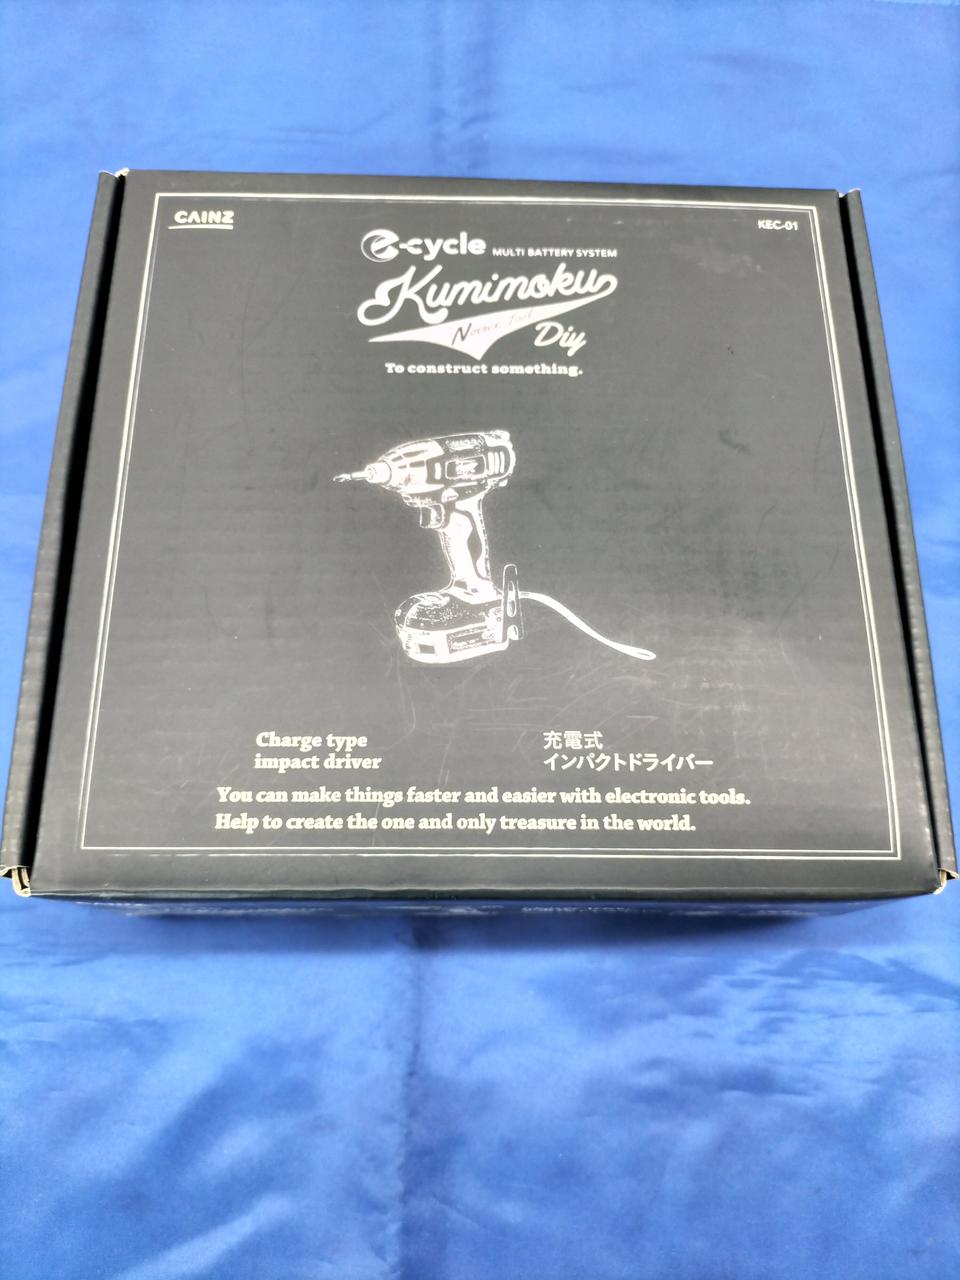 CAINZ
KEC-01
e-cycle MULTI BATTERY SYSTEM
Kumimoku
Novice Tool
Diy
To construct something.
Charge type
impact driver
充電式
インパクトドライバー
You can make things faster and easier with electronic tools.
Help to create the one and only treasure in the world.